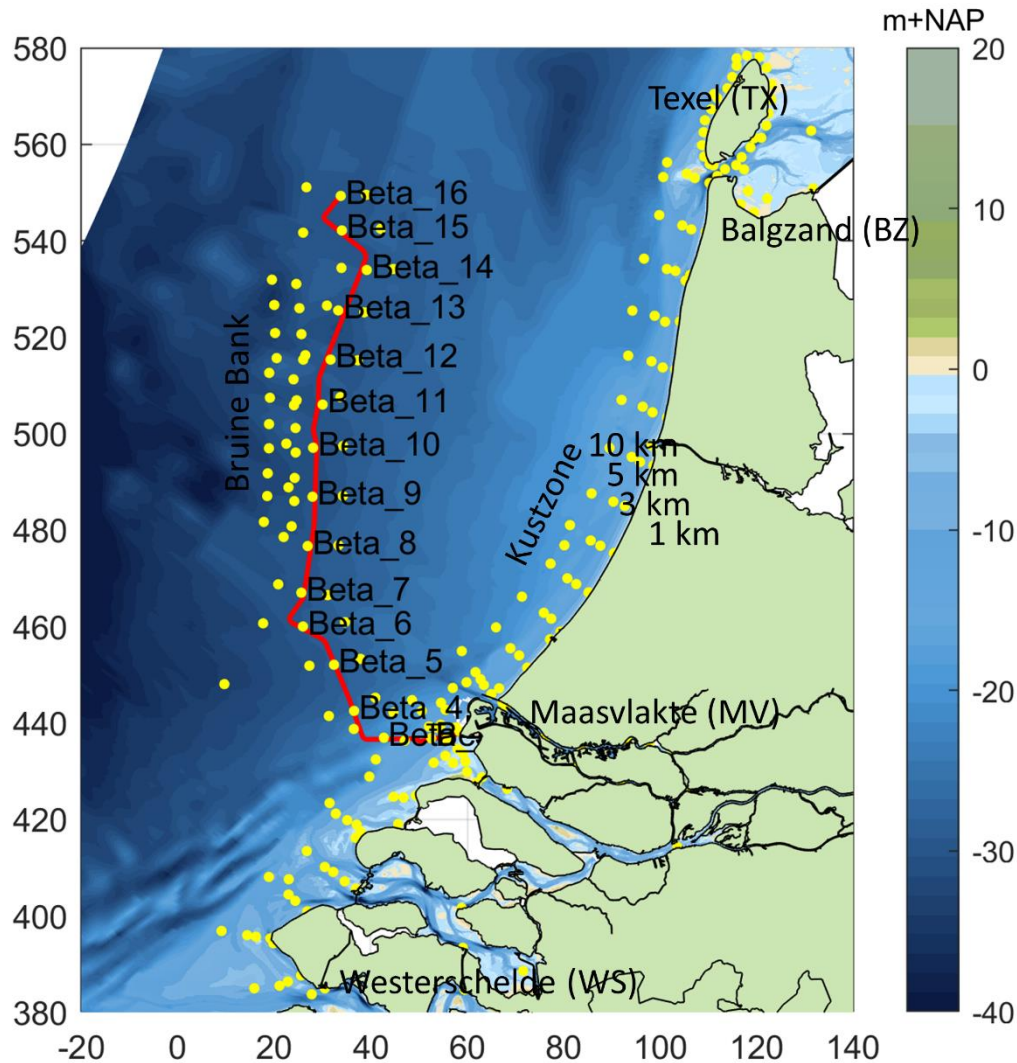 m+NAP
580
560
540
520
500
480
460
440
420
400
380
-20
0
20
40
60
80
100
120
140
20
10
0
-10
-20
-30
-40
Texel (TX)
Balgzand (BZ)
Beta_16
Beta_15
Beta_14
Beta_13
Beta_12
Beta_11
Beta_10
Beta_9
Beta_8
Beta_7
Beta_6
Beta_5
Beta_4
Bruine Bank
Kustzone
10 km
5 km
3 km
1 km
Maasvlakte (MV)
Westerschelde (WS)